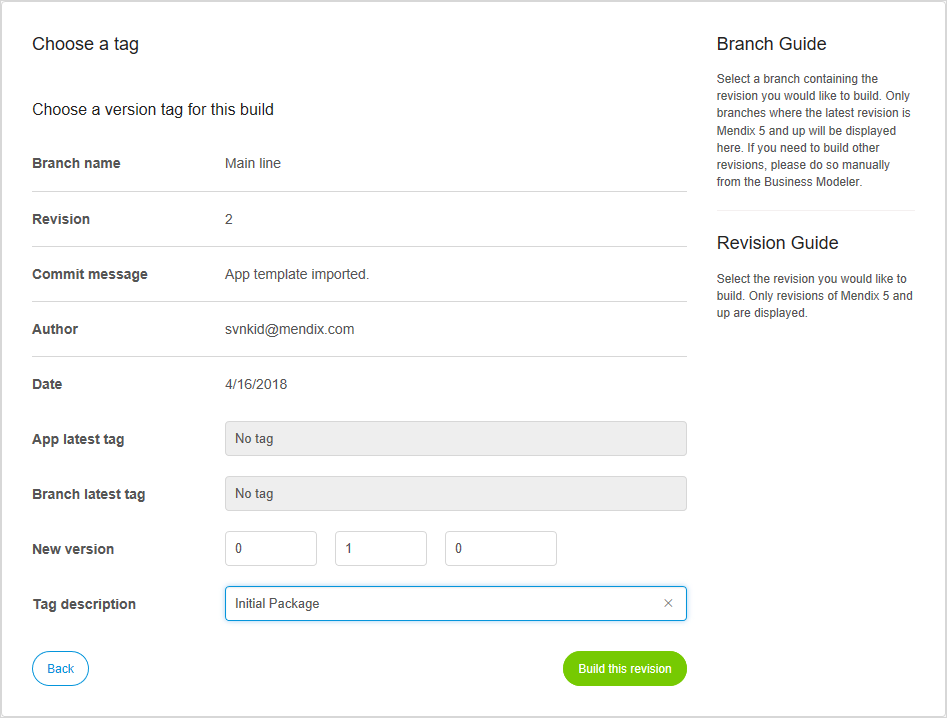 Choose a tag
Choose a version tag for this build
Branch name Main line
Revision 2
Commit message App template imported.
Author svnkid@mendix.com
Date 4/16/2018
App latest tag No tag
Branch latest tag No tag
New version 0 1 0
Tag description Initial Package ×
Back Build this revision
Branch Guide
Select a branch containing the
revision you would like to build. Only
branches where the latest revision is
Mendix 5 and up will be displayed
here. If you need to build other
revisions, please do so manually
from the Business Modeler.
Revision Guide
Select the revision you would like to
build. Only revisions of Mendix 5 and
up are displayed.